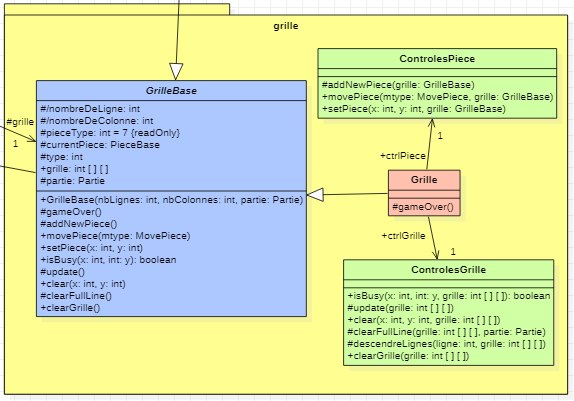 grille
GrilleBase
#/nombreDeLigne: int
#/nombreDeColonne: int
#pieceType: int = 7 {readOnly}
#currentPiece: PieceBase
#type: int
+grille: int [ ] [ ]
#partie: Partie
+GrilleBase(nbLignes: int, nbColonnes: int, partie: Partie)
#gameOver()
#addNewPiece()
+movePiece(mtype: MovePiece)
+setPiece(x: int, y: int)
+isBusy(x: int, int: y): boolean
#update()
+clear(x: int, y: int)
#clearFullLine()
+clearGrille()
#grille
1
ControlesPiece
#addNewPiece(grille: GrilleBase)
+movePiece(mtype: MovePiece, grille: GrilleBase)
+setPiece(x: int, y: int, grille: GrilleBase)
1
+ctrlPiece
Grille
#gameOver()
+ctrlGrille
1
ControlesGrille
+isBusy(x: int, int: y, grille: int [ ] [ ]): boolean
#update(grille: int [ ] [ ])
+clear(x: int, y: int, grille: int [ ] [ ])
#clearFullLine(grille: int [ ] [ ], partie: Partie)
#descendreLignes(ligne: int, grille: int [ ] [ ])
+clearGrille(grille: int [ ] [ ])